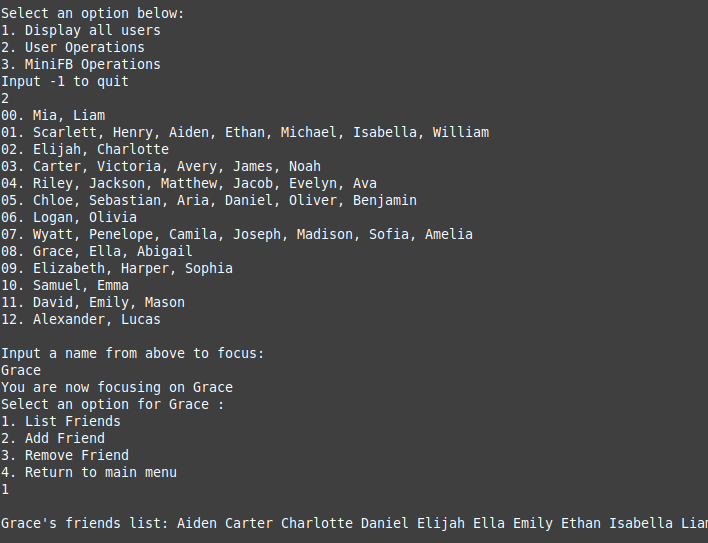 Select an option below:
1. Display all users
2. User Operations
3. MiniFB Operations
Input -1 to quit
2
00. Mia, Liam
01. Scarlett, Henry, Aiden, Ethan, Michael, Isabella, William
02. Elijah, Charlotte
03. Carter, Victoria, Avery, James, Noah
04. Riley, Jackson, Matthew, Jacob, Evelyn, Ava
05. Chloe, Sebastian, Aria, Daniel, Oliver, Benjamin
06. Logan, Olivia
07. Wyatt, Penelope, Camila, Joseph, Madison, Sofia, Amelia
08. Grace, Ella, Abigail
09. Elizabeth, Harper, Sophia
10. Samuel, Emma
11. David, Emily, Mason
12. Alexander, Lucas
Input a name from above to focus:
Grace
You are now focusing on Grace
Select an option for Grace :
1. List Friends
2. Add Friend
3. Remove Friend
4. Return to main menu
1
Grace's friends list: Aiden Carter Charlotte Daniel Elijah Ella Emily Ethan Isabella